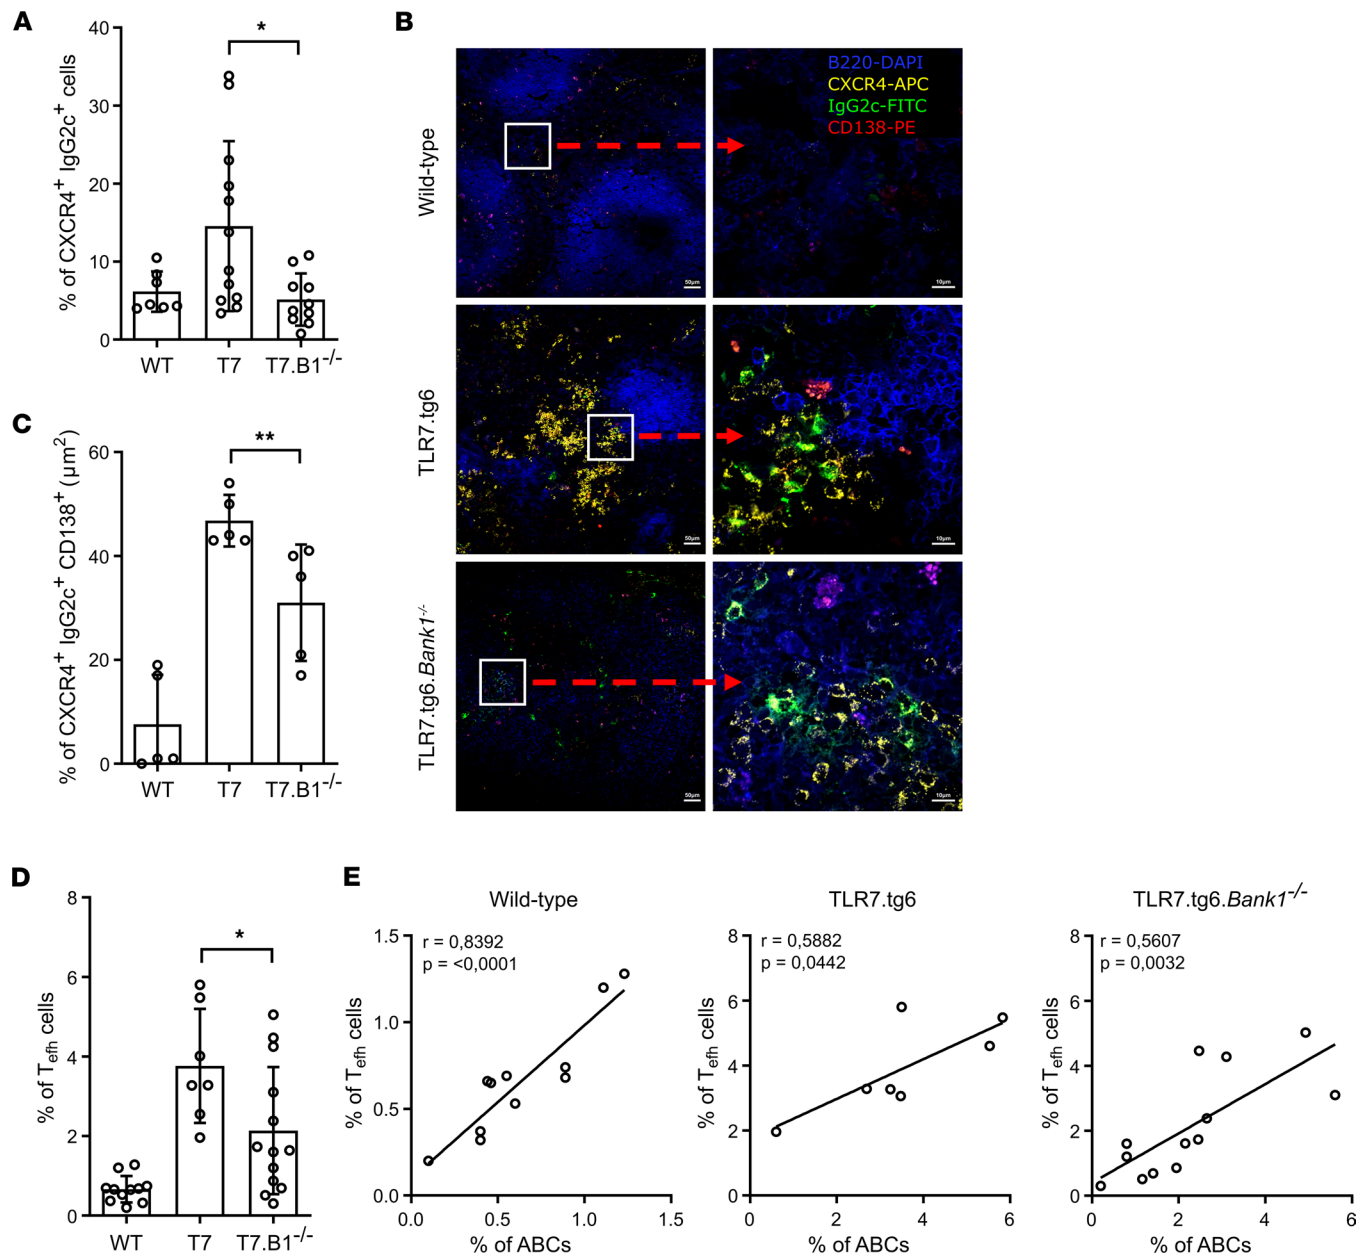 A
% of CXCR4+ IgG2c+ cells
40
30
20
10
0
*
WT
T7
T7.B1-/-
B
B220-DAPI
CXCR4-APC
IgG2c-FITC
CD138-PE
Wild-type
50µm
10µm
TLR7.tg6
50µm
10µm
TLR7.tg6.Bank1-/-
50µm
10µm
C
% of CXCR4+ IgG2c+ CD138+ (µm2)
60
40
20
0
**
WT
T7
T7.B1-/-
D
% of Tefh cells
8
6
4
2
0
*
WT
T7
T7.B1-/-
E
Wild-type
r = 0,8392
p = <0,0001
% of Tefh cells
1.5
1.0
0.5
0.0
0.0 0.5 1.0 1.5
% of ABCs
TLR7.tg6
r = 0,5882
p = 0,0442
% of Tefh cells
8
6
4
2
0
0 2 4 6
% of ABCs
TLR7.tg6.Bank1-/-
r = 0,5607
p = 0,0032
% of Tefh cells
8
6
4
2
0
0 2 4 6
% of ABCs